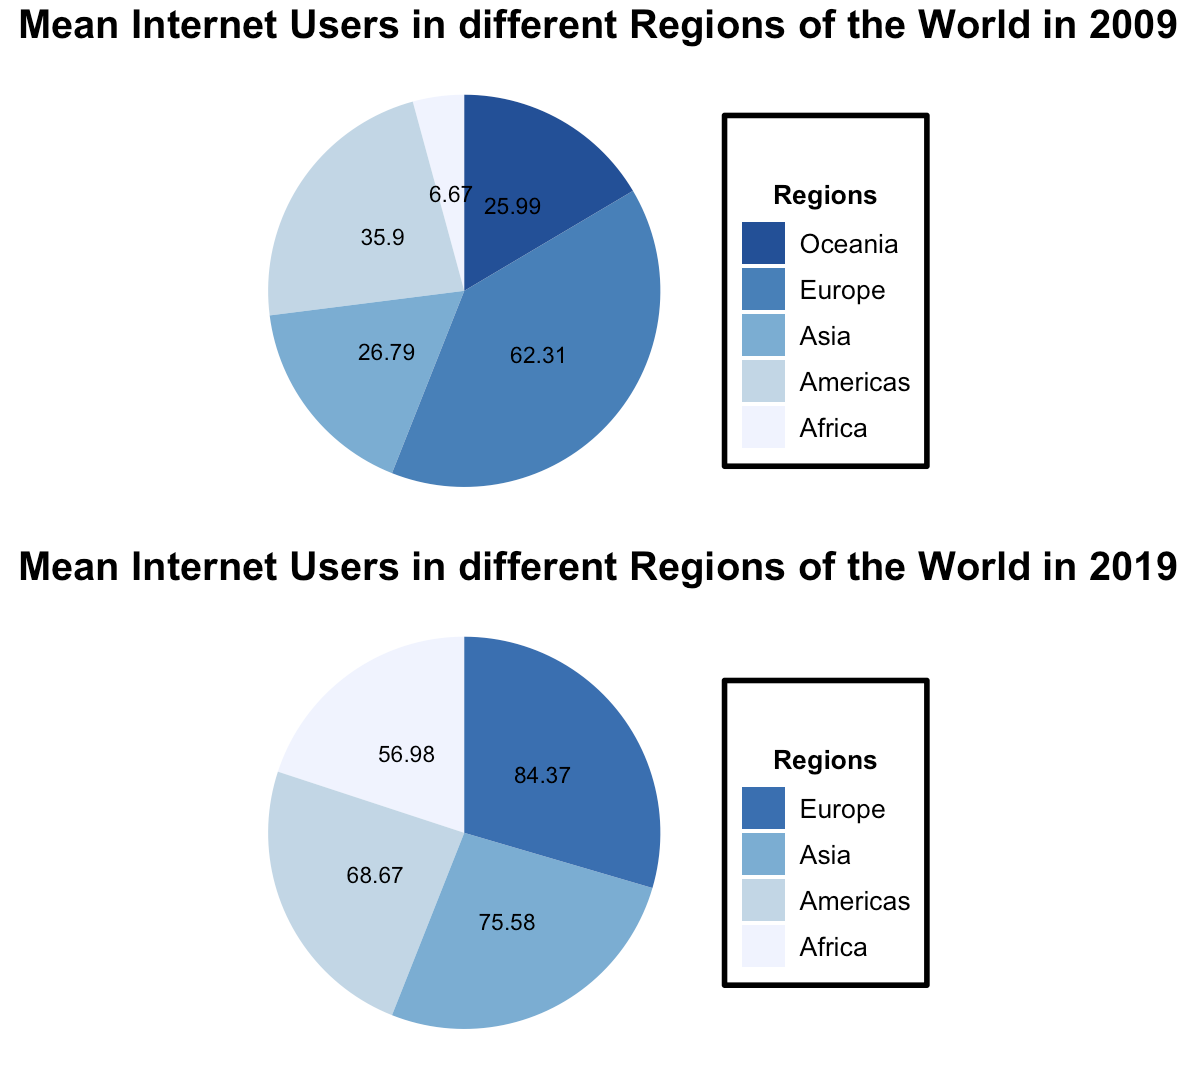 Mean Internet Users in different Regions of the World in 2009
6.67
25.99
35.9
26.79
62.31
Regions
Oceania
Europe
Asia
Americas
Africa
Mean Internet Users in different Regions of the World in 2019
56.98
84.37
68.67
75.58
Regions
Europe
Asia
Americas
Africa